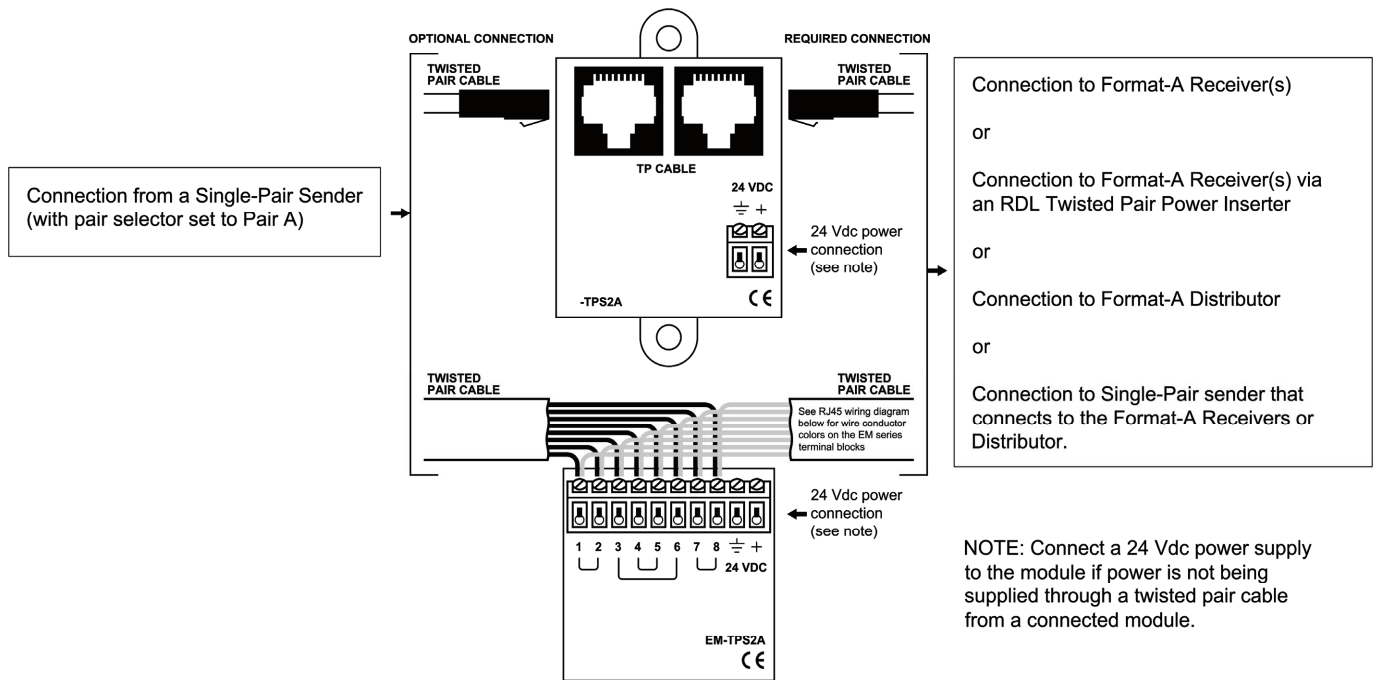 OPTIONAL CONNECTION
REQUIRED CONNECTION
TWISTED
PAIR CABLE
TWISTED
PAIR CABLE
TP CABLE
24 VDC
+
24 Vdc power
connection
(see note)
-TPS2A
CE
Connection from a Single-Pair Sender
(with pair selector set to Pair A)
Connection to Format-A Receiver(s)
or
Connection to Format-A Receiver(s) via
an RDL Twisted Pair Power Inserter
or
Connection to Format-A Distributor
or
Connection to Single-Pair sender that
connects to the Format-A Receivers or
Distributor.
TWISTED
PAIR CABLE
TWISTED
PAIR CABLE
See RJ45 wiring diagram
below for wire conductor
colors on the EM series
terminal blocks
24 Vdc power
connection
(see note)
1 2 3 4 5 6 7 8 +
24 VDC
EM-TPS2A
CE
NOTE: Connect a 24 Vdc power supply
to the module if power is not being
supplied through a twisted pair cable
from a connected module.